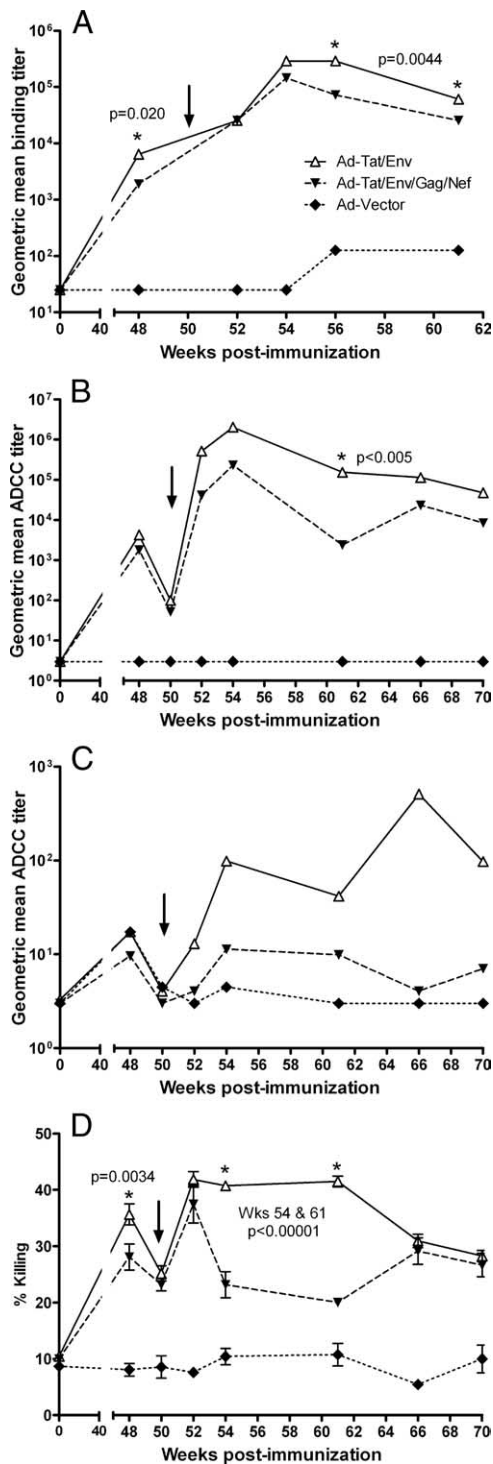 A
Geometric mean binding titer
10⁶
10⁵
10⁴
10³
10²
10¹
p=0.020
*
*
p=0.0044
*
Ad-Tat/Env
Ad-Tat/Env/Gag/Nef
Ad-Vector
0 40 48 50 52 54 56 58 60 62
Weeks post-immunization
B
Geometric mean ADCC titer
10⁷
10⁶
10⁵
10⁴
10³
10²
10¹
10⁰
* p<0.005
0 40 48 50 52 54 56 58 60 62 64 66 68 70
Weeks post-immunization
C
Geometric mean ADCC titer
10³
10²
10¹
10⁰
0 40 48 50 52 54 56 58 60 62 64 66 68 70
Weeks post-immunization
D
% Killing
50
40
30
20
10
0
p=0.0034
*
*
*
Wks 54 & 61
p<0.00001
0 40 48 50 52 54 56 58 60 62 64 66 68 70
Weeks post-immunization